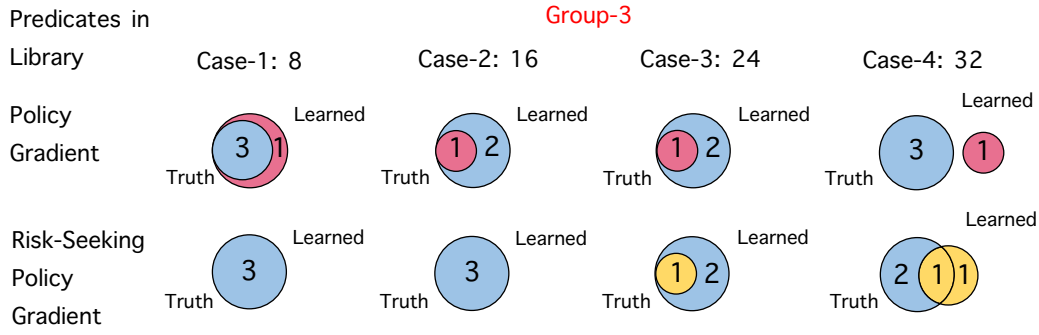 Predicates in
Group-3
Library
Case-1: 8
Case-2: 16
Case-3: 24
Case-4: 32
Policy
Gradient
Learned
3
1
Truth
Learned
1
2
Truth
Learned
1
2
Truth
Learned
3
1
Truth
Risk-Seeking
Policy
Gradient
Learned
3
Truth
Learned
3
Truth
Learned
1
2
Truth
Learned
2
1
1
Truth